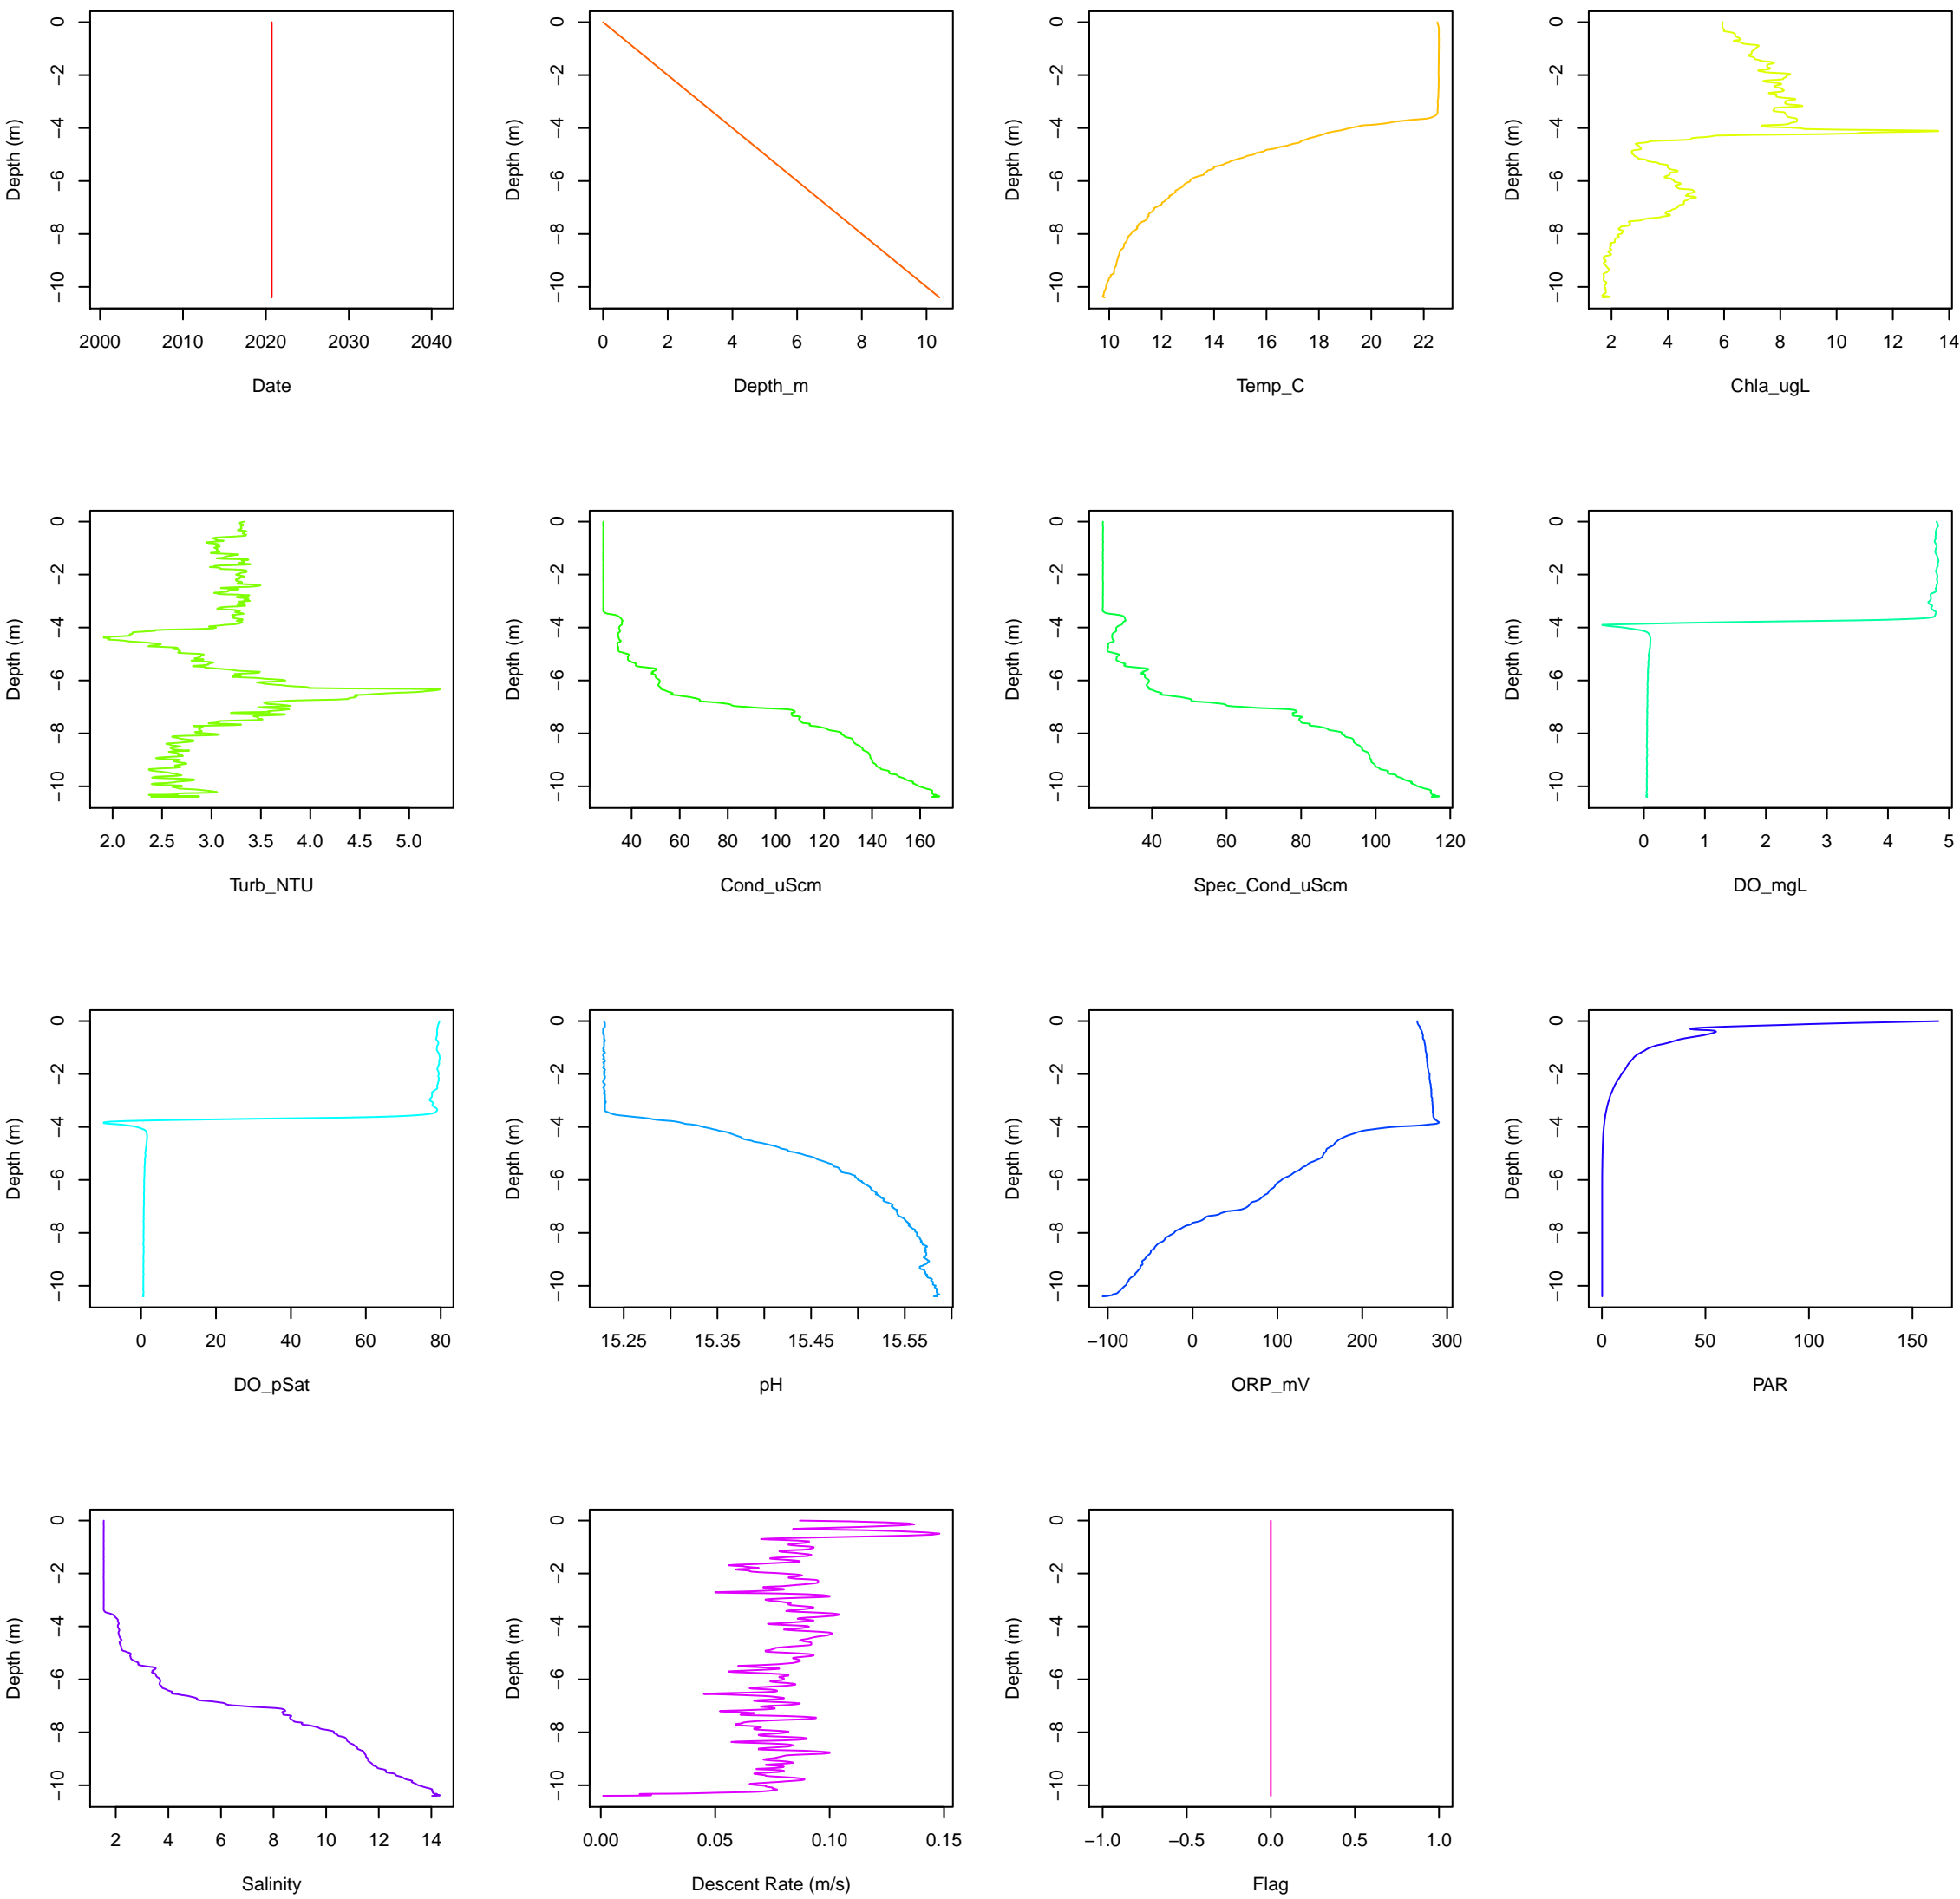 0
−2
−4
−6
−8
−10
Depth (m)
2000 2010 2020 2030 2040
Date
0
−2
−4
−6
−8
−10
Depth (m)
0 2 4 6 8 10
Depth_m
0
−2
−4
−6
−8
−10
Depth (m)
10 12 14 16 18 20 22
Temp_C
0
−2
−4
−6
−8
−10
Depth (m)
2 4 6 8 10 12 14
Chla_ugL
0
−2
−4
−6
−8
−10
Depth (m)
2.0 2.5 3.0 3.5 4.0 4.5 5.0
Turb_NTU
0
−2
−4
−6
−8
−10
Depth (m)
40 60 80 100 120 140 160
Cond_uScm
0
−2
−4
−6
−8
−10
Depth (m)
40 60 80 100 120
Spec_Cond_uScm
0
−2
−4
−6
−8
−10
Depth (m)
0 1 2 3 4 5
DO_mgL
0
−2
−4
−6
−8
−10
Depth (m)
0 20 40 60 80
DO_pSat
0
−2
−4
−6
−8
−10
Depth (m)
15.25 15.35 15.45 15.55
pH
0
−2
−4
−6
−8
−10
Depth (m)
−100 0 100 200 300
ORP_mV
0
−2
−4
−6
−8
−10
Depth (m)
0 50 100 150
PAR
0
−2
−4
−6
−8
−10
Depth (m)
2 4 6 8 10 12 14
Salinity
0
−2
−4
−6
−8
−10
Depth (m)
0.00 0.05 0.10 0.15
Descent Rate (m/s)
0
−2
−4
−6
−8
−10
Depth (m)
−1.0 −0.5 0.0 0.5 1.0
Flag